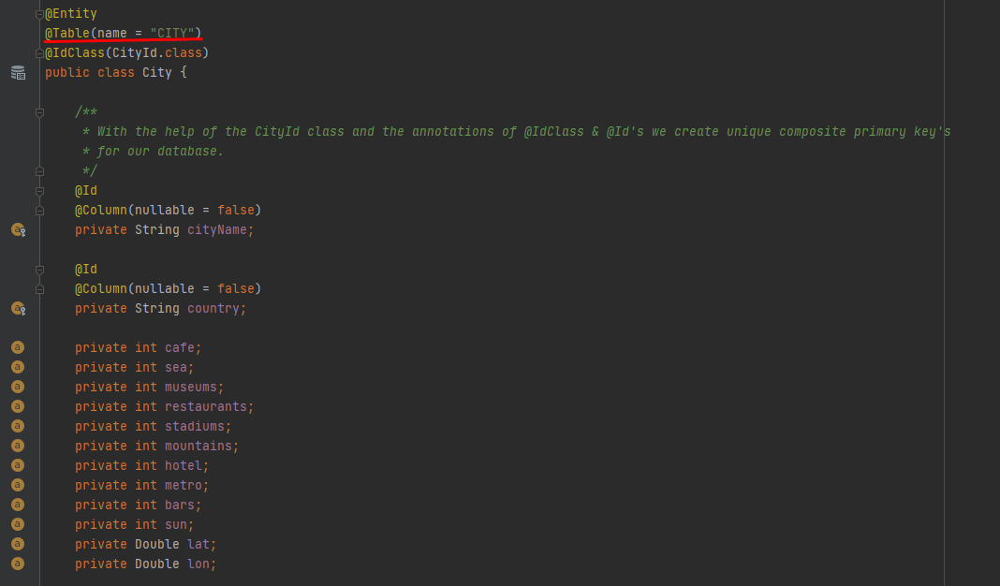 @Entity
@Table(name = "CITY")
@IdClass(CityId.class)
public class City {
/**
* With the help of the CityId class and the annotations of @IdClass & @Id's we create unique composite primary key's
* for our database.
*/
@Id
@Column(nullable = false)
private String cityName;
@Id
@Column(nullable = false)
private String country;
private int cafe;
private int sea;
private int museums;
private int restaurants;
private int stadiums;
private int mountains;
private int hotel;
private int metro;
private int bars;
private int sun;
private Double lat;
private Double lon;